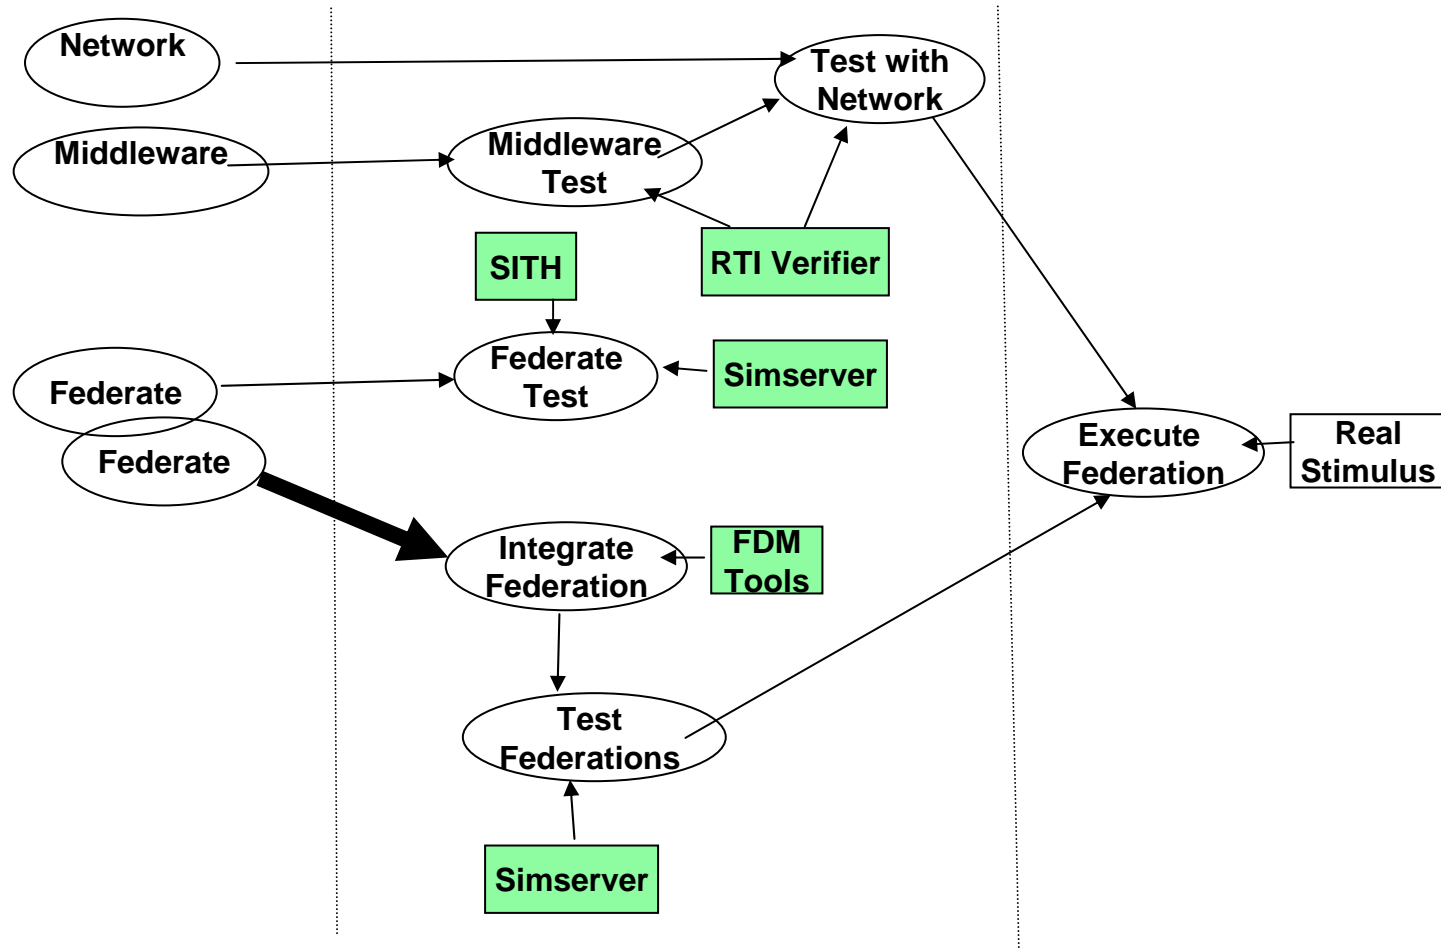 Network
Test with
Network
Middleware
Middleware
Test
SITH
RTI Verifier
Federate
Federate
Test
Simserver
Federate
Execute
Federation
Real
Stimulus
Integrate
Federation
FDM
Tools
Test
Federations
Simserver